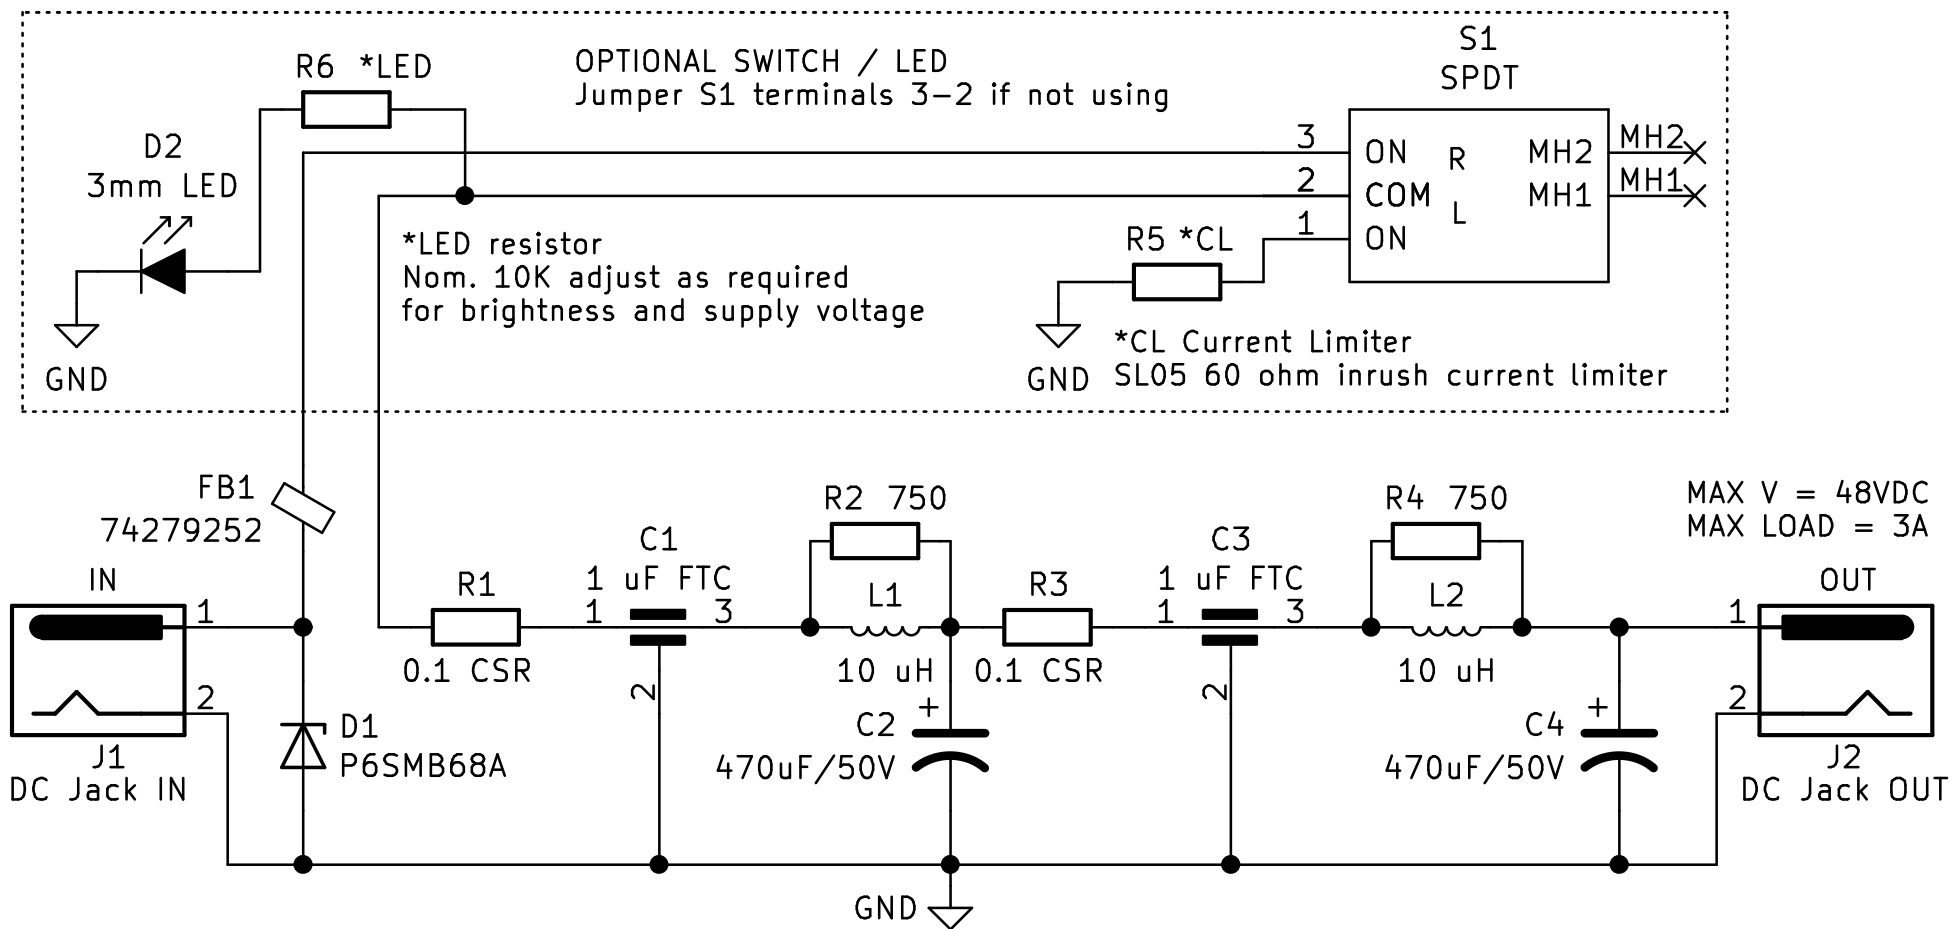 S1
SPDT
R6 *LED
OPTIONAL SWITCH / LED
Jumper S1 terminals 3-2 if not using
D2
3mm LED
3
2
1
ON
COM
ON
R
L
MH2
MH1
MH2
MH1
*LED resistor
Nom. 10K adjust as required
for brightness and supply voltage
R5 *CL
*CL Current Limiter
SL05 60 ohm inrush current limiter
GND
GND
FB1
74279252
R2 750
R4 750
MAX V = 48VDC
MAX LOAD = 3A
IN
1
2
J1
DC Jack IN
D1
P6SMB68A
R1
0.1 CSR
C1
1 uF FTC
1
3
2
L1
10 uH
R3
0.1 CSR
C2
+
470uF/50V
C3
1 uF FTC
1
3
2
L2
10 uH
C4
+
470uF/50V
OUT
1
2
J2
DC Jack OUT
GND